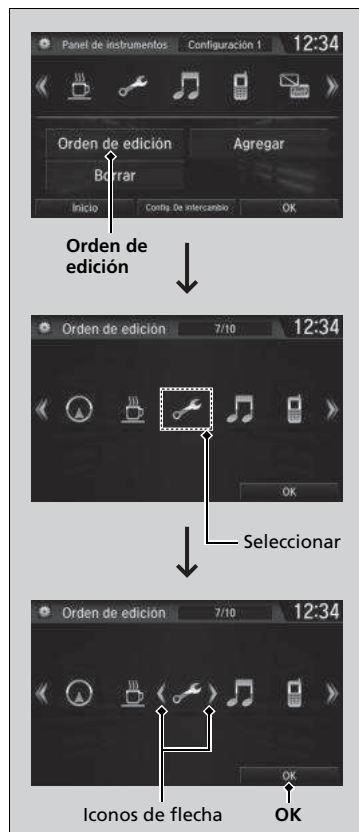 Panel de instrumentos Configuración 1 12:34
Orden de edición Agregar
Borrar
Inicio Config. De intercambio OK
Orden de
edición
Orden de edición 7/10 12:34
OK
Seleccionar
Orden de edición 7/10 12:34
OK
Iconos de flecha OK